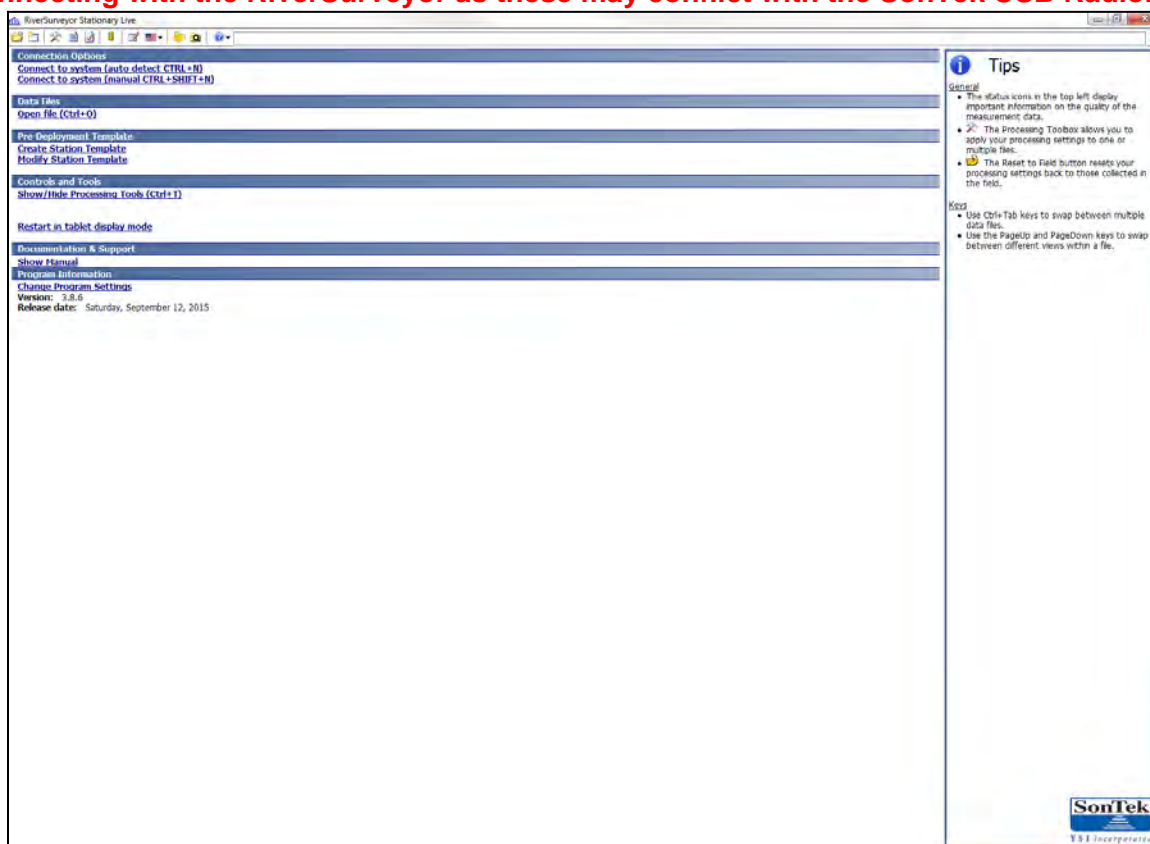 nnecting with the RiverSurveyor as these may conflict with the SonTek USB Radio.
RiverSurveyor Stationary Live
Connection Options
Connect to system (auto detect CTRL+N)
Connect to system (manual CTRL+SHIFT+N)
Data Files
Open file (Ctrl+O)
Pre Deployment Template
Create Station Template
Modify Station Template
Controls and Tools
Show/Hide Processing Tools (Ctrl+T)
Restart in tablet display mode
Documentation & Support
Show Manual
Program Information
Change Program Settings
Version: 3.8.6
Release date: Saturday, September 12, 2015
Tips
General
• The status icons in the top left display
important information on the quality of the
measurement data.
• The Processing Toolbox allows you to
apply your processing settings to one or
multiple files.
• The Reset to Field button resets your
processing settings back to those collected in
the field.
Keys
• Use Ctrl+Tab keys to swap between multiple
data files.
• Use the PageUp and PageDown keys to swap
between different views within a file.
SonTek
YSI Incorporated